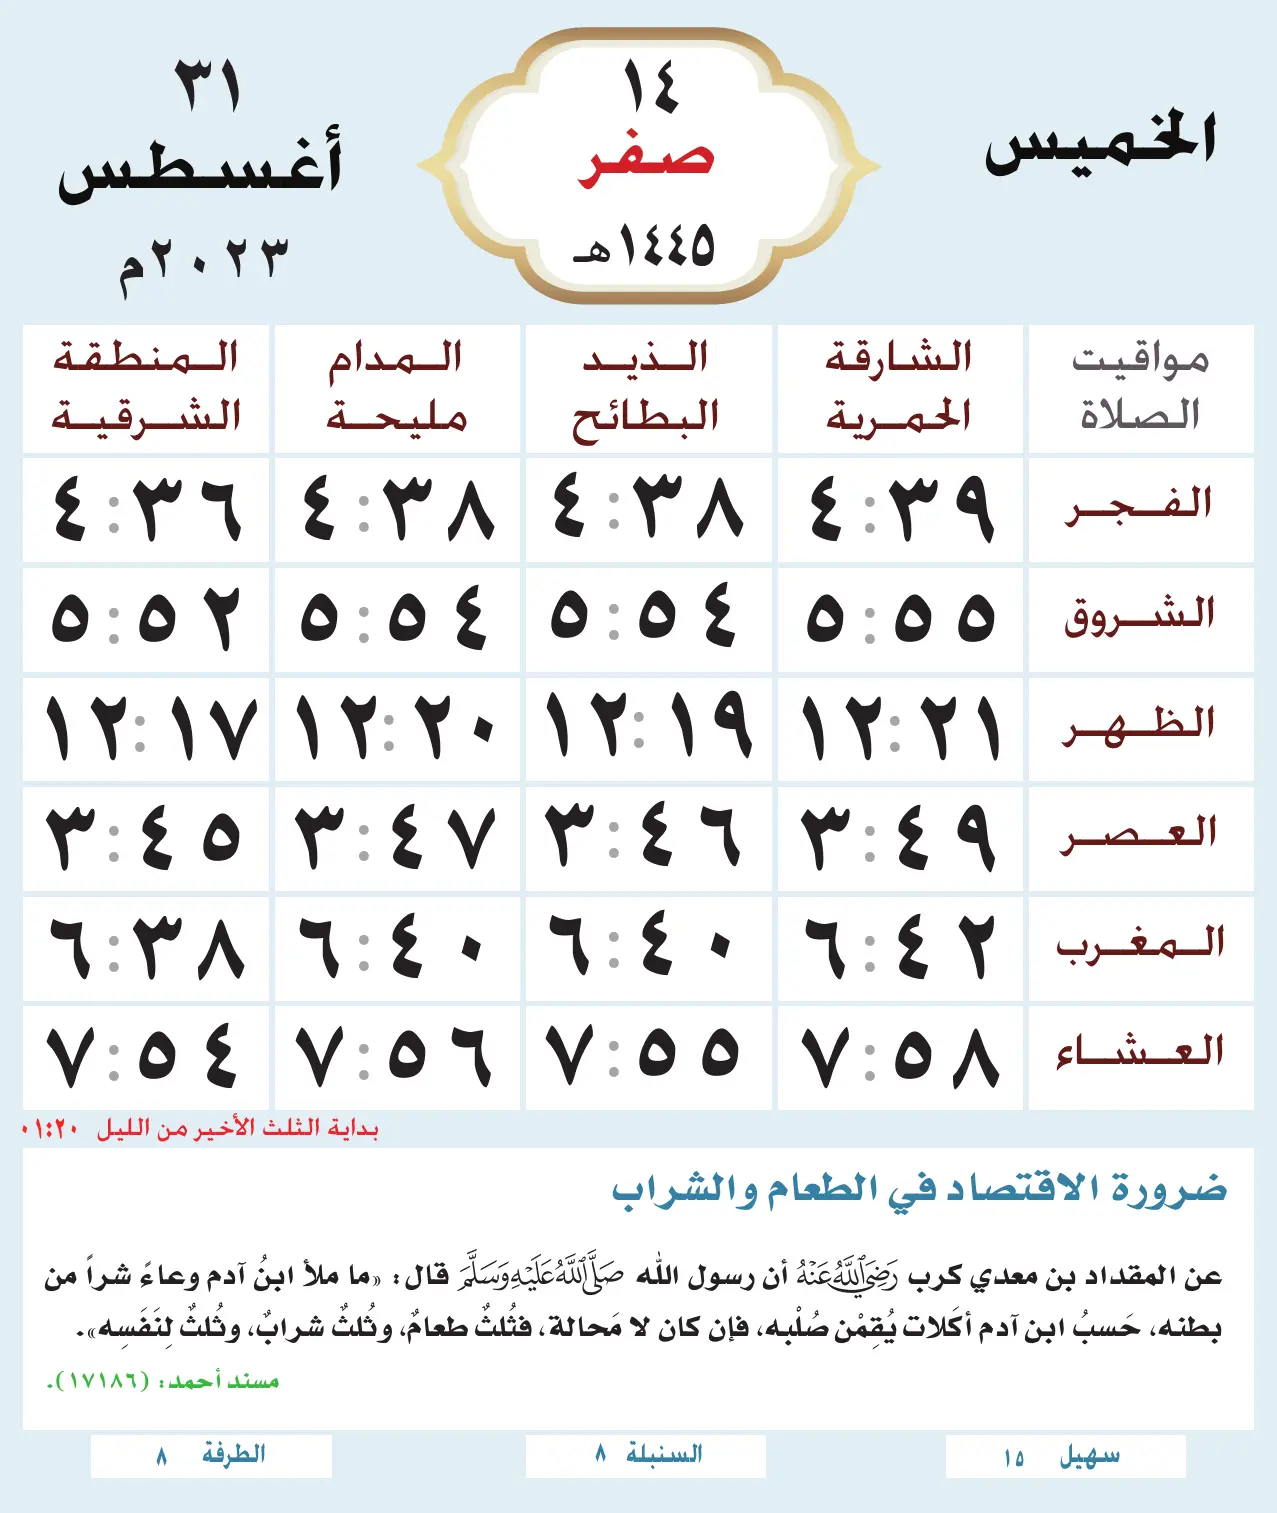 الخميس
١٤
صفر
١٤٤٥هـ
٣١
أغسطس
٢٠٢٣م
مواقيت الصلاة
الشارقة الحمرية
الذيد البطائح
المدام مليحة
المنطقة الشرقية
الفجر ٤:٣٩ ٤:٣٨ ٤:٣٨ ٤:٣٦
الشروق ٥:٥٥ ٥:٥٤ ٥:٥٤ ٥:٥٢
الظهر ١٢:٢١ ١٢:١٩ ١٢:٢٠ ١٢:١٧
العصر ٣:٤٩ ٣:٤٦ ٣:٤٧ ٣:٤٥
المغرب ٦:٤٢ ٦:٤٠ ٦:٤٠ ٦:٣٨
العشاء ٧:٥٨ ٧:٥٥ ٧:٥٦ ٧:٥٤
بداية الثلث الأخير من الليل ٠١:٢٠
ضرورة الاقتصاد في الطعام والشراب
عن المقداد بن معدي كرب رَضِيَ اللَّهُ عَنْهُ أن رسول الله صَلَّى اللَّهُ عَلَيْهِ وَسَلَّمَ قال: «ما ملأ ابنُ آدم وعاءً شراً من
بطنه، حَسبُ ابن آدم أكَلات يُقِمْن صُلْبه، فإن كان لا مَحالة، فثُلثٌ طعامٌ، وثُلثٌ شرابٌ، وثُلثٌ لِنَفَسِه».
مسند أحمد: (١٧١٨٦).
سهيل ١٥
السنبلة ٨
الطرفة ٨